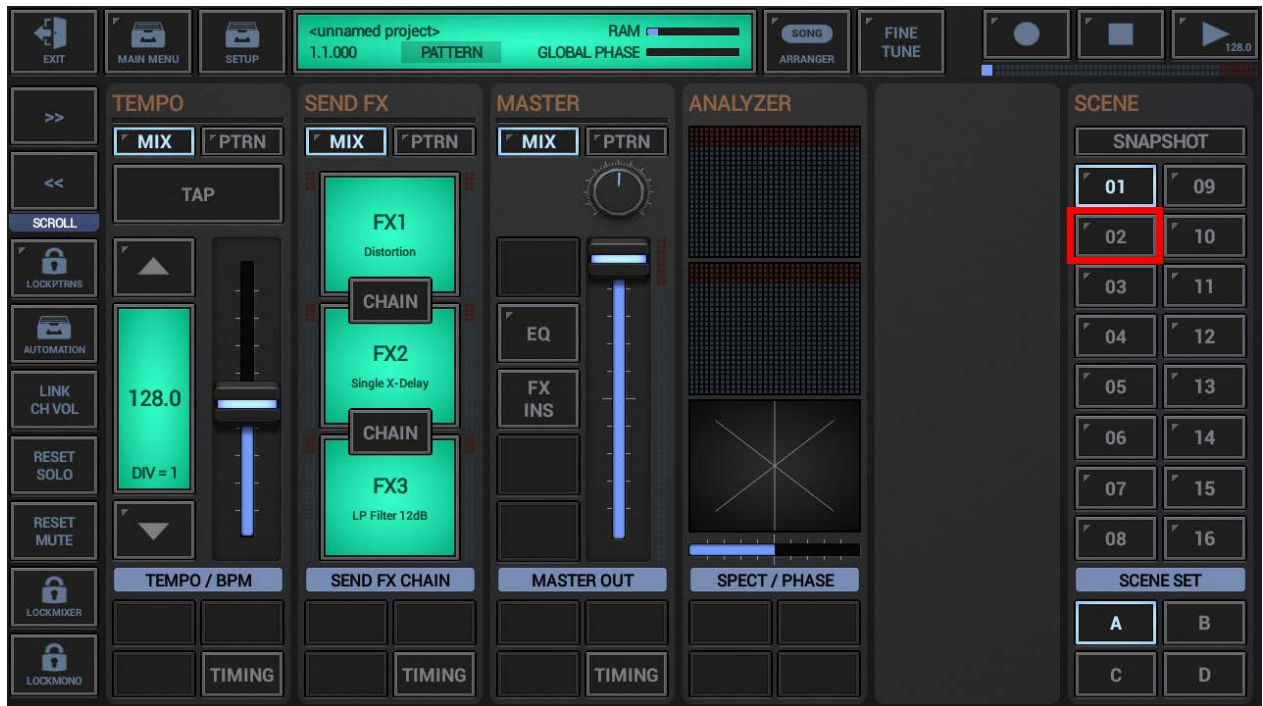 EXIT
MAIN MENU
SETUP
<unnamed project>
RAM
1.1.000
PATTERN
GLOBAL PHASE
SONG
ARRANGER
FINE
TUNE
128.0
>>
<<
SCROLL
LOCKPTRNS
AUTOMATION
LINK
CH VOL
RESET
SOLO
RESET
MUTE
LOCKMIXER
LOCKMONO
TEMPO
MIX
PTRN
TAP
128.0
DIV = 1
TEMPO / BPM
TIMING
SEND FX
MIX
PTRN
FX1
Distortion
CHAIN
FX2
Single X-Delay
CHAIN
FX3
LP Filter 12dB
SEND FX CHAIN
TIMING
MASTER
MIX
PTRN
EQ
FX
INS
MASTER OUT
TIMING
ANALYZER
SPECT / PHASE
SCENE
SNAPSHOT
01 09
02 10
03 11
04 12
05 13
06 14
07 15
08 16
SCENE SET
A B
C D